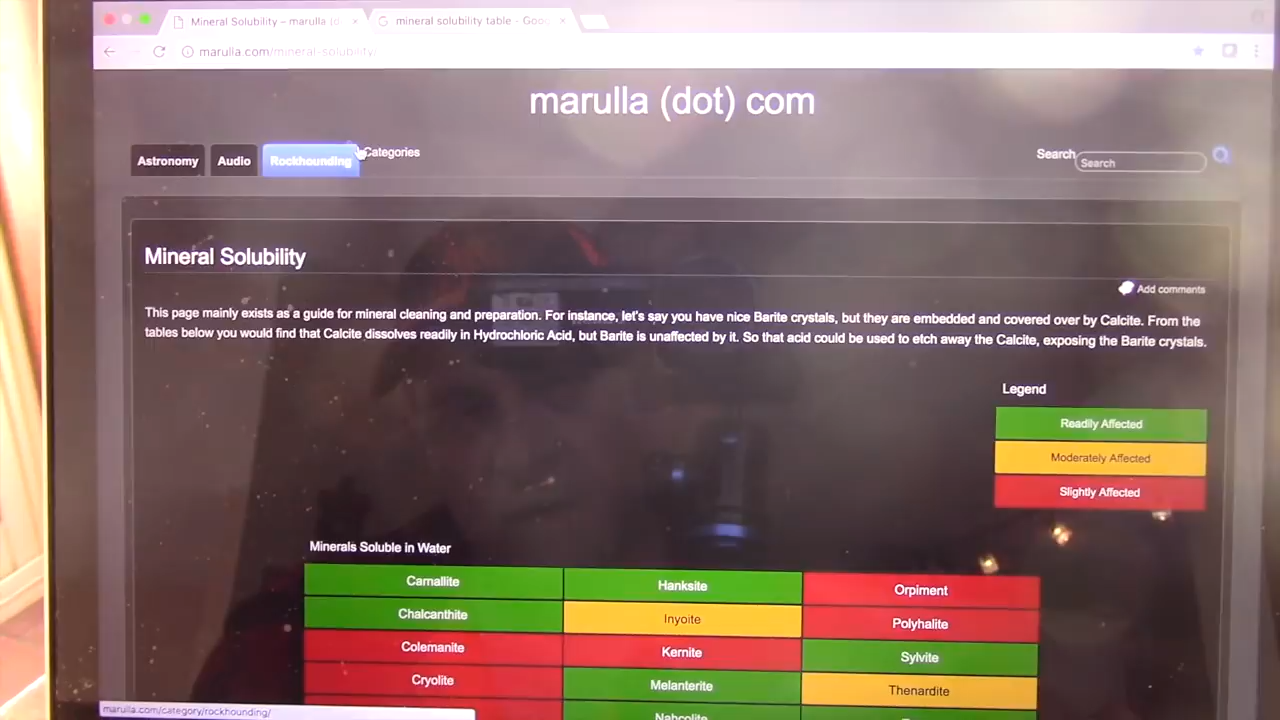 Mineral Solubility – marulla (d
mineral solubility table - Goog
marulla.com/mineral-solubility/
marulla (dot) com
Astronomy
Audio
Rockhounding
Categories
Search
Search
Mineral Solubility
Add comments
This page mainly exists as a guide for mineral cleaning and preparation. For instance, let's say you have nice Barite crystals, but they are embedded and covered over by Calcite. From the
tables below you would find that Calcite dissolves readily in Hydrochloric Acid, but Barite is unaffected by it. So that acid could be used to etch away the Calcite, exposing the Barite crystals.
Legend
Readily Affected
Moderately Affected
Slightly Affected
Minerals Soluble in Water
Carnallite Hanksite Orpiment
Chalcanthite Inyoite Polyhalite
Colemanite Kernite Sylvite
Cryolite Melanterite Thenardite
Nahcolite
marulla.com/category/rockhounding/